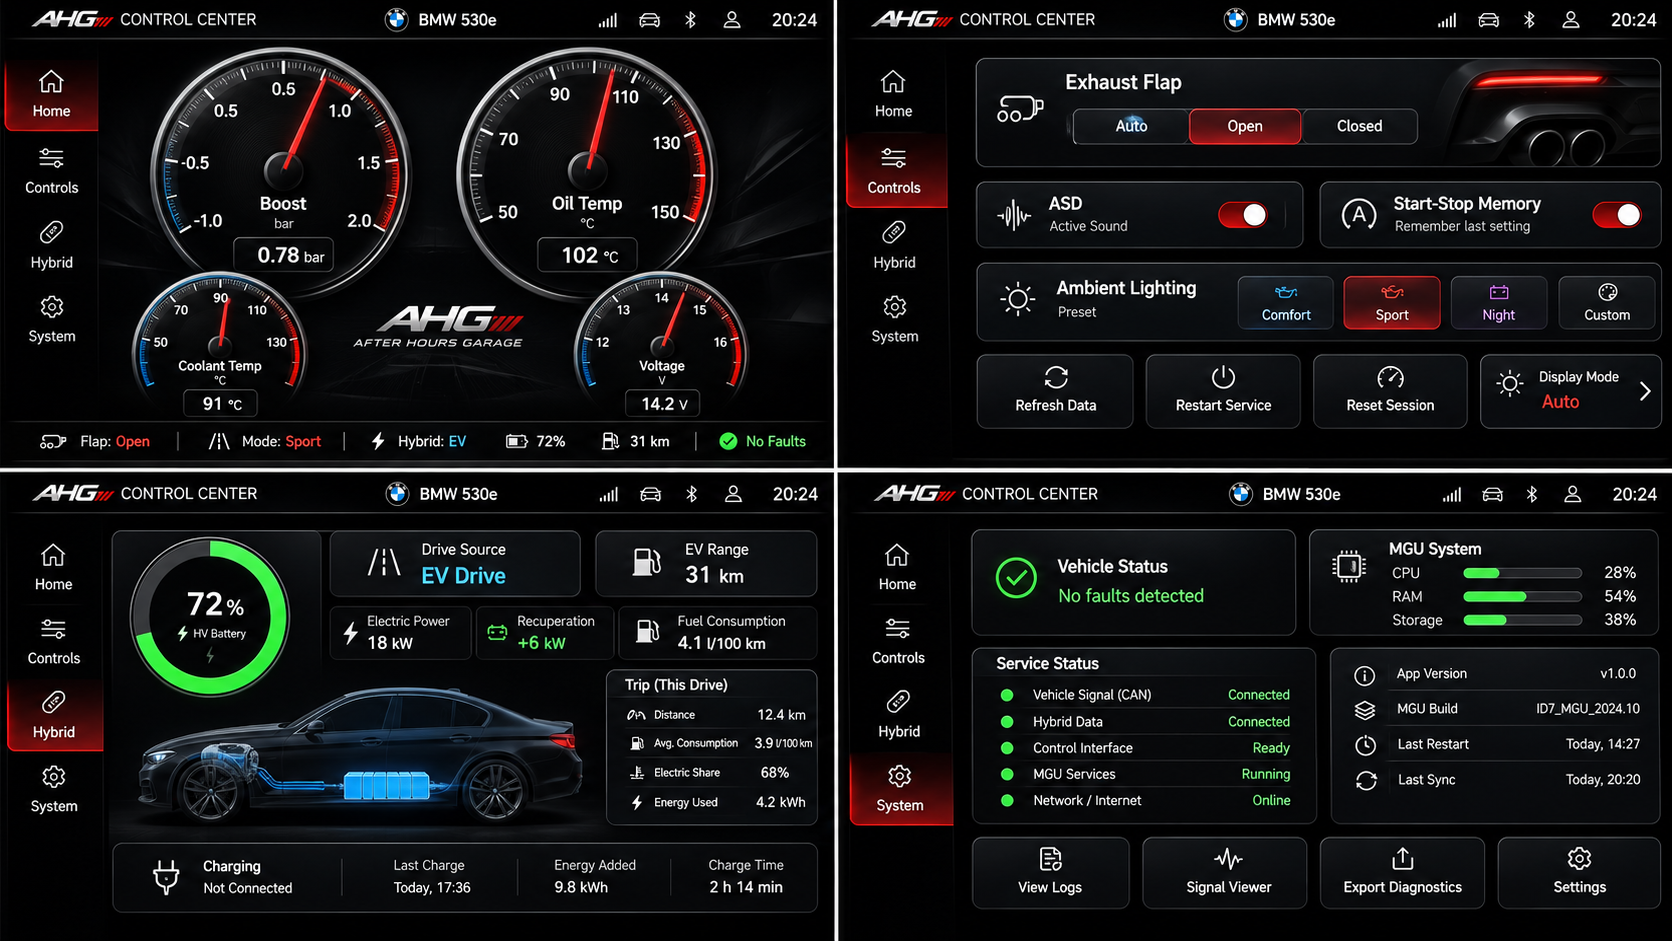 AHG CONTROL CENTER
BMW 530e
20:24
Home
Controls
Hybrid
System
-1.0
-0.5
0.5
0.6
1.0
1.5
2.0
Boost
bar
0.78 bar
50
70
90
110
130
150
Oil Temp
°C
102 °C
50
70
90
110
130
Coolant Temp
°C
91 °C
AHG
AFTER HOURS GARAGE
12
13
14
15
16
Voltage
V
14.2 V
Flap: Open
Mode: Sport
Hybrid: EV
72%
31 km
No Faults
AHG CONTROL CENTER
BMW 530e
20:24
Home
Controls
Hybrid
System
Exhaust Flap
Auto
Open
Closed
ASD
Active Sound
A
Start-Stop Memory
Remember last setting
Ambient Lighting
Preset
Comfort
Sport
Night
Custom
Refresh Data
Restart Service
Reset Session
Display Mode
Auto
AHG CONTROL CENTER
BMW 530e
20:24
Home
Controls
Hybrid
System
72 %
HV Battery
Drive Source
EV Drive
EV Range
31 km
Electric Power
18 kW
Recuperation
+6 kW
Fuel Consumption
4.1 l/100 km
Trip (This Drive)
Distance 12.4 km
Avg. Consumption 3.9 l/100 km
Electric Share 68%
Energy Used 4.2 kWh
Charging
Not Connected
Last Charge
Today, 17:36
Energy Added
9.8 kWh
Charge Time
2 h 14 min
AHG CONTROL CENTER
BMW 530e
20:24
Home
Controls
Hybrid
System
Vehicle Status
No faults detected
MGU System
CPU 28%
RAM 54%
Storage 38%
Service Status
Vehicle Signal (CAN) Connected
Hybrid Data Connected
Control Interface Ready
MGU Services Running
Network / Internet Online
App Version v1.0.0
MGU Build ID7_MGU_2024.10
Last Restart Today, 14:27
Last Sync Today, 20:20
View Logs
Signal Viewer
Export Diagnostics
Settings